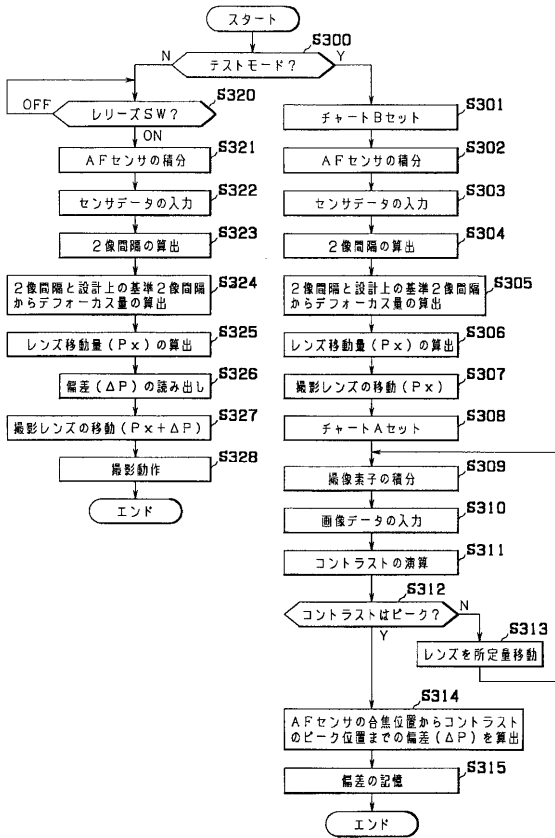 スタート
S300
テストモード?
N
Y
S320
レリーズSW?
OFF
ON
S321
AFセンサの積分
S322
センサデータの入力
S323
2像間隔の算出
S324
2像間隔と設計上の基準2像間隔
からデフォーカス量の算出
S325
レンズ移動量(Px)の算出
S326
偏差(ΔP)の読み出し
S327
撮影レンズの移動(Px+ΔP)
S328
撮影動作
エンド
S301
チャートBセット
S302
AFセンサの積分
S303
センサデータの入力
S304
2像間隔の算出
S305
2像間隔と設計上の基準2像間隔
からデフォーカス量の算出
S306
レンズ移動量(Px)の算出
S307
撮影レンズの移動(Px)
S308
チャートAセット
S309
撮像素子の積分
S310
画像データの入力
S311
コントラストの演算
S312
コントラストはピーク?
N
Y
S313
レンズを所定量移動
S314
AFセンサの合焦位置からコントラスト
のピーク位置までの偏差(ΔP)を算出
S315
偏差の記憶
エンド